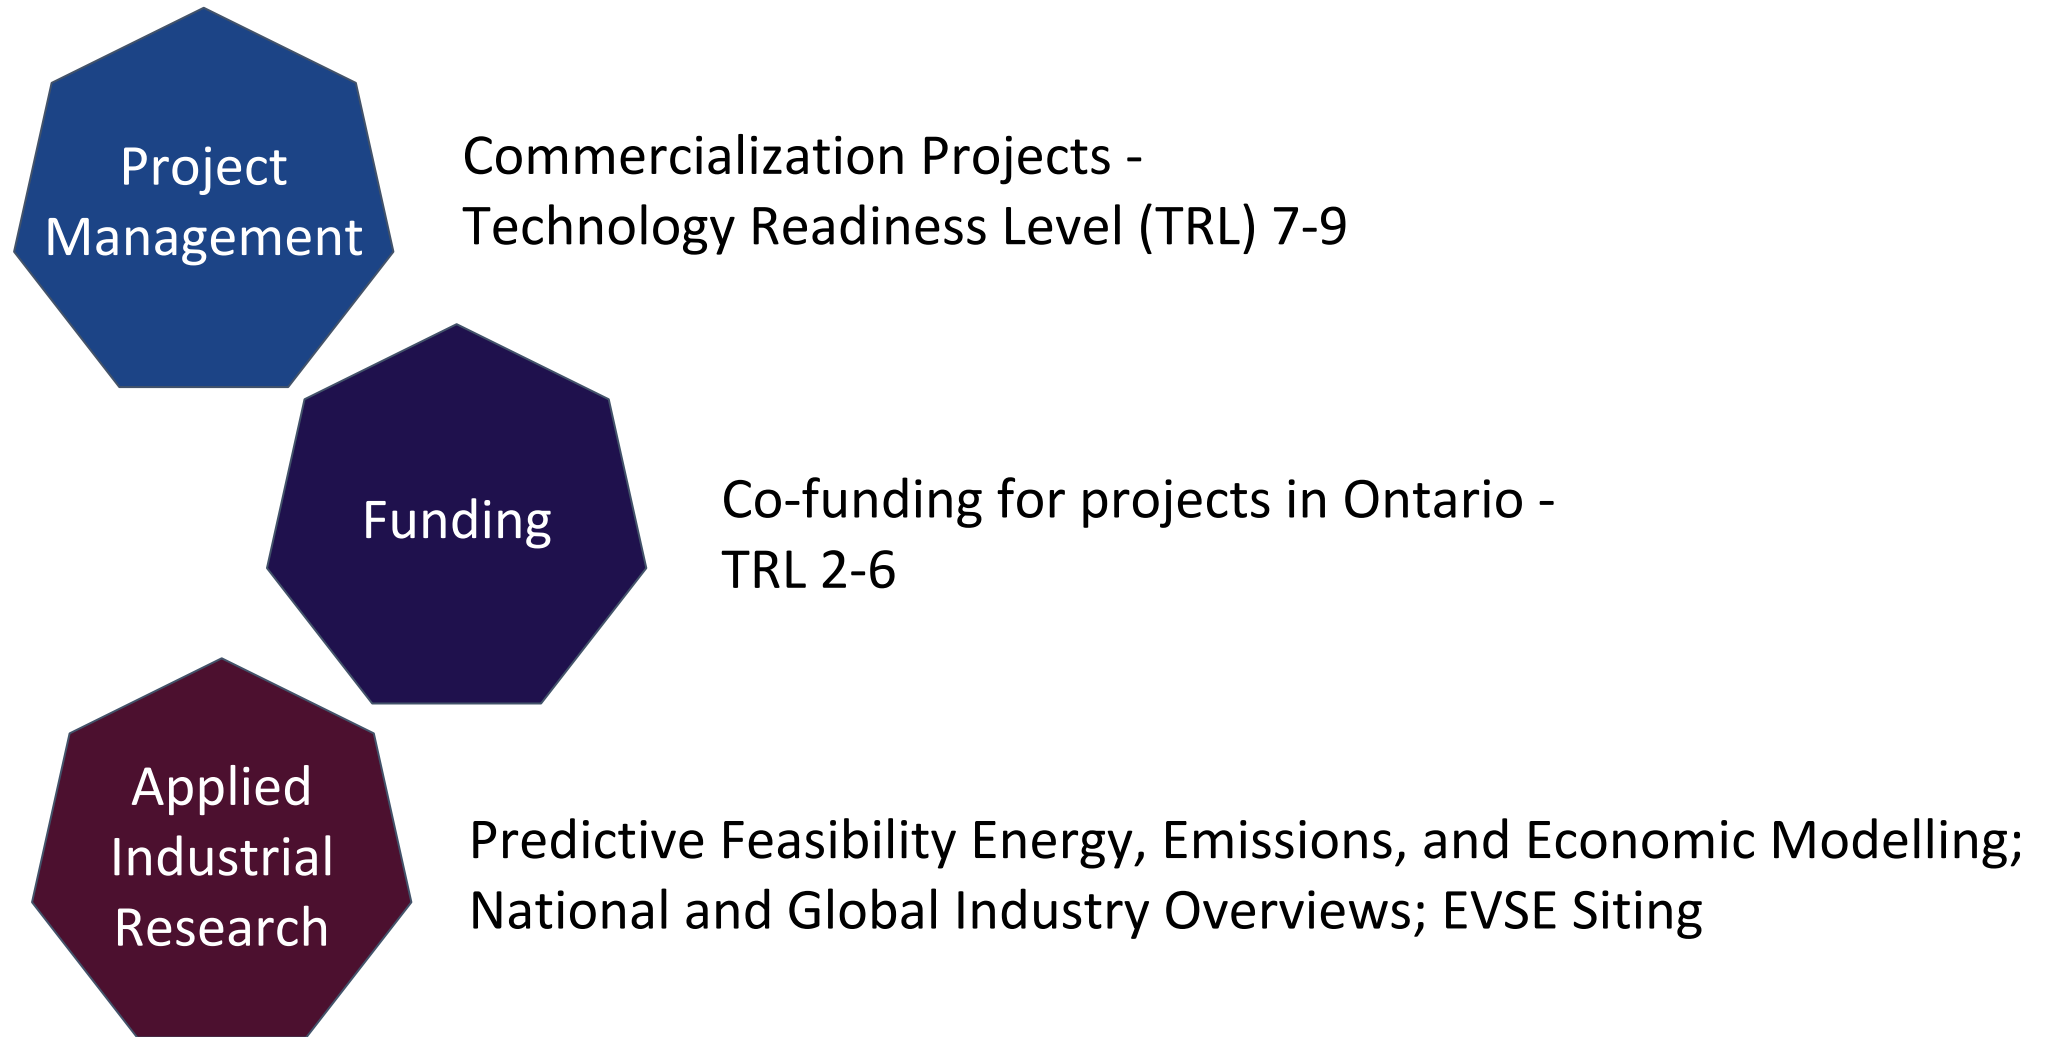 Project
Management
Commercialization Projects -
Technology Readiness Level (TRL) 7-9
Funding
Co-funding for projects in Ontario -
TRL 2-6
Applied
Industrial
Research
Predictive Feasibility Energy, Emissions, and Economic Modelling;
National and Global Industry Overviews; EVSE Siting